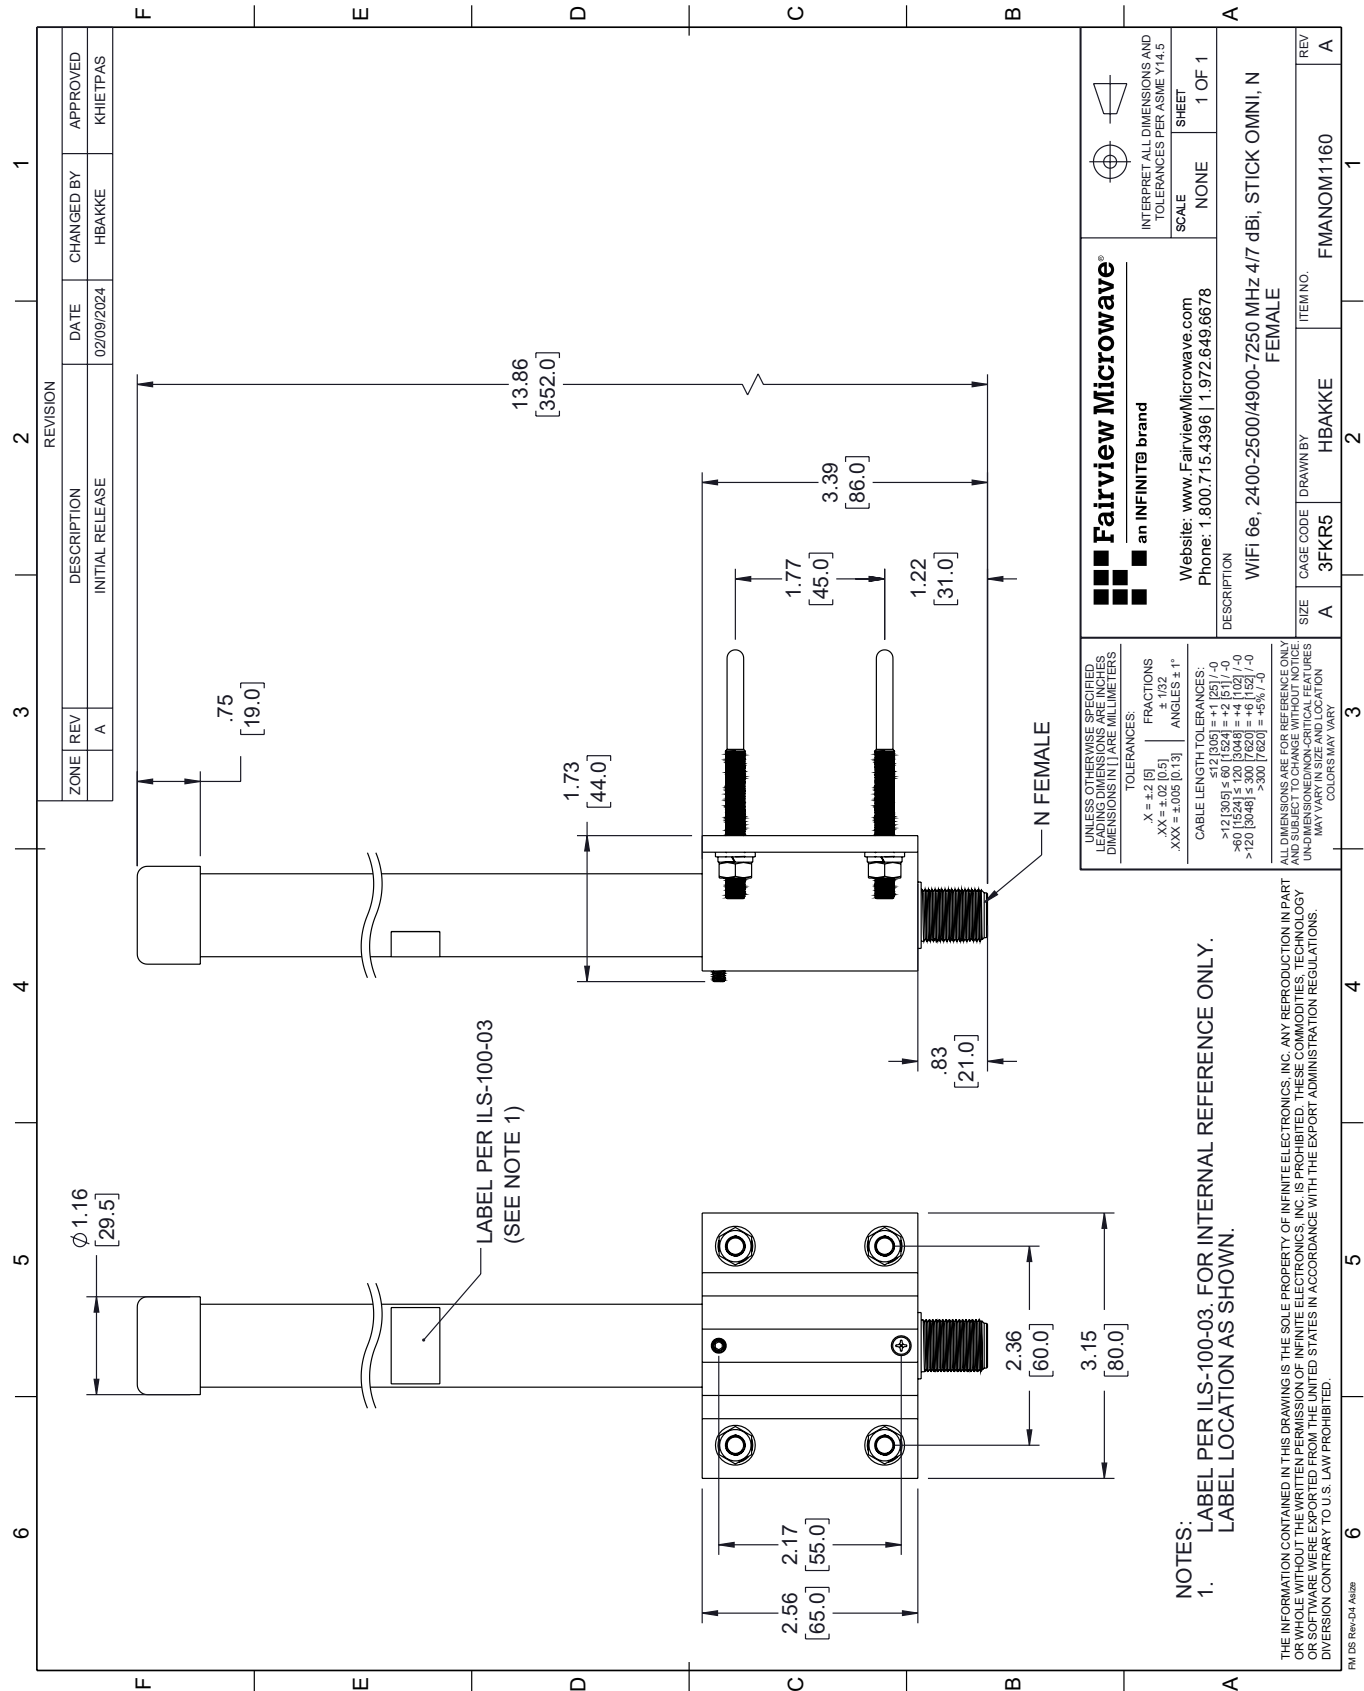 REVISION
ZONE REV DESCRIPTION DATE CHANGED BY APPROVED
A INITIAL RELEASE 02/09/2024 HBAKKE KHIETPAS
6 5 4 3 2 1
F
E
D
C
B
A
F
E
D
C
B
A
Ø 1.16
[29.5]
LABEL PER ILS-100-03
(SEE NOTE 1)
.75
[19.0]
13.86
[352.0]
1.73
[44.0]
3.39
[86.0]
1.77
[45.0]
1.22
[31.0]
.83
[21.0]
N FEMALE
2.56
[65.0]
2.17
[55.0]
2.36
[60.0]
3.15
[80.0]
NOTES:
1. LABEL PER ILS-100-03. FOR INTERNAL REFERENCE ONLY.
LABEL LOCATION AS SHOWN.
THE INFORMATION CONTAINED IN THIS DRAWING IS THE SOLE PROPERTY OF INFINITE ELECTRONICS, INC. ANY REPRODUCTION IN PART
OR WHOLE WITHOUT THE WRITTEN PERMISSION OF INFINITE ELECTRONICS, INC. IS PROHIBITED. THESE COMMODITIES, TECHNOLOGY
OR SOFTWARE WERE EXPORTED FROM THE UNITED STATES IN ACCORDANCE WITH THE EXPORT ADMINISTRATION REGULATIONS.
DIVERSION CONTRARY TO U.S. LAW PROHIBITED.
UNLESS OTHERWISE SPECIFIED
LEADING DIMENSIONS ARE INCHES
DIMENSIONS IN [ ] ARE MILLIMETERS
TOLERANCES:
.X = ±.2 [5]
.XX = ±.02 [0.5]
.XXX = ±.005 [0.13]
FRACTIONS
± 1/32
ANGLES ± 1°
CABLE LENGTH TOLERANCES:
≤12 [305] = +1 [25] / -0
>12 [305] ≤ 60 [1524] = +2 [51] / -0
>60 [1524] ≤ 120 [3048] = +4 [102] / -0
>120 [3048] ≤ 300 [7620] = +6 [152] / -0
>300 [7620] = +5% / -0
ALL DIMENSIONS ARE FOR REFERENCE ONLY
AND SUBJECT TO CHANGE WITHOUT NOTICE.
UN-DIMENSIONED/NON-CRITICAL FEATURES
MAY VARY IN SIZE AND LOCATION
COLORS MAY VARY
Fairview Microwave®
an INFINIT® brand
Website: www.FairviewMicrowave.com
Phone: 1.800.715.4396 | 1.972.649.6678
INTERPRET ALL DIMENSIONS AND
TOLERANCES PER ASME Y14.5
SCALE
NONE
SHEET
1 OF 1
DESCRIPTION
WiFi 6e, 2400-2500/4900-7250 MHz 4/7 dBi, STICK OMNI, N
FEMALE
SIZE
A
CAGE CODE
3FKR5
DRAWN BY
HBAKKE
ITEM NO.
FMANOM1160
REV
A
6 5 4 3 2 1
FM DS Rev-D4 Asize